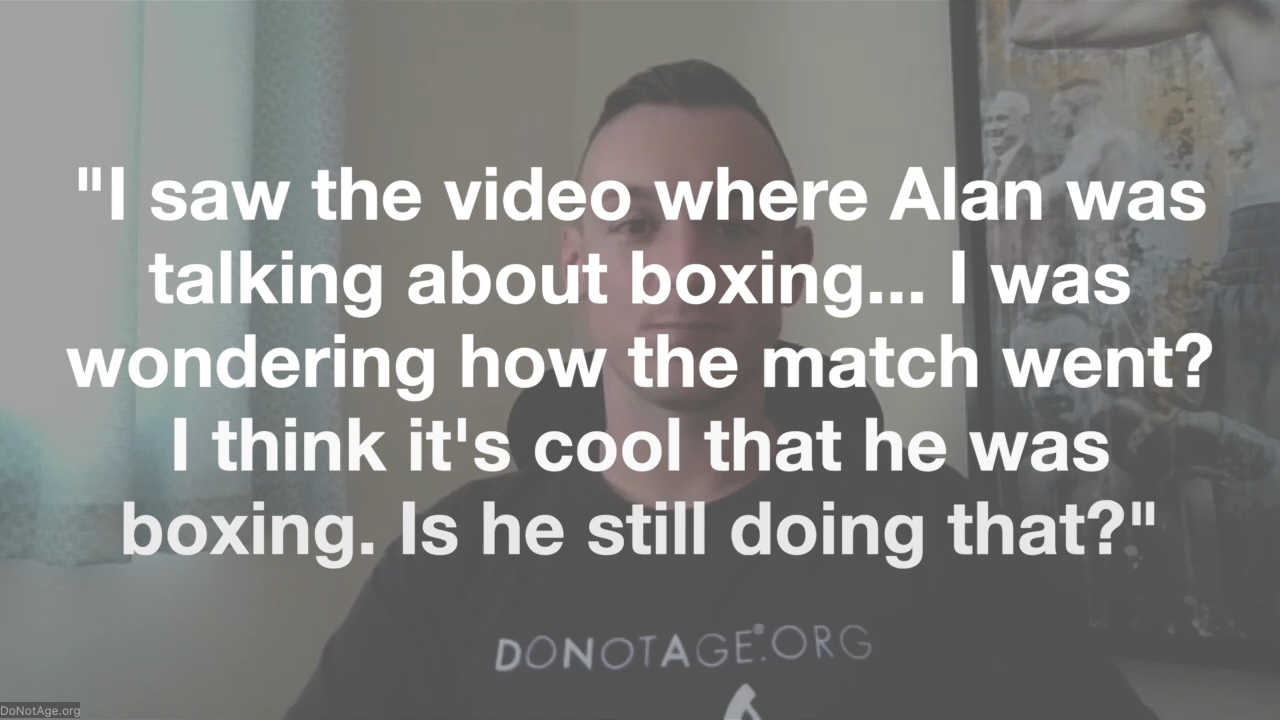 "I saw the video where Alan was
talking about boxing... I was
wondering how the match went?
I think it's cool that he was
boxing. Is he still doing that?"
DONOTAGE.ORG
DoNotAge.org